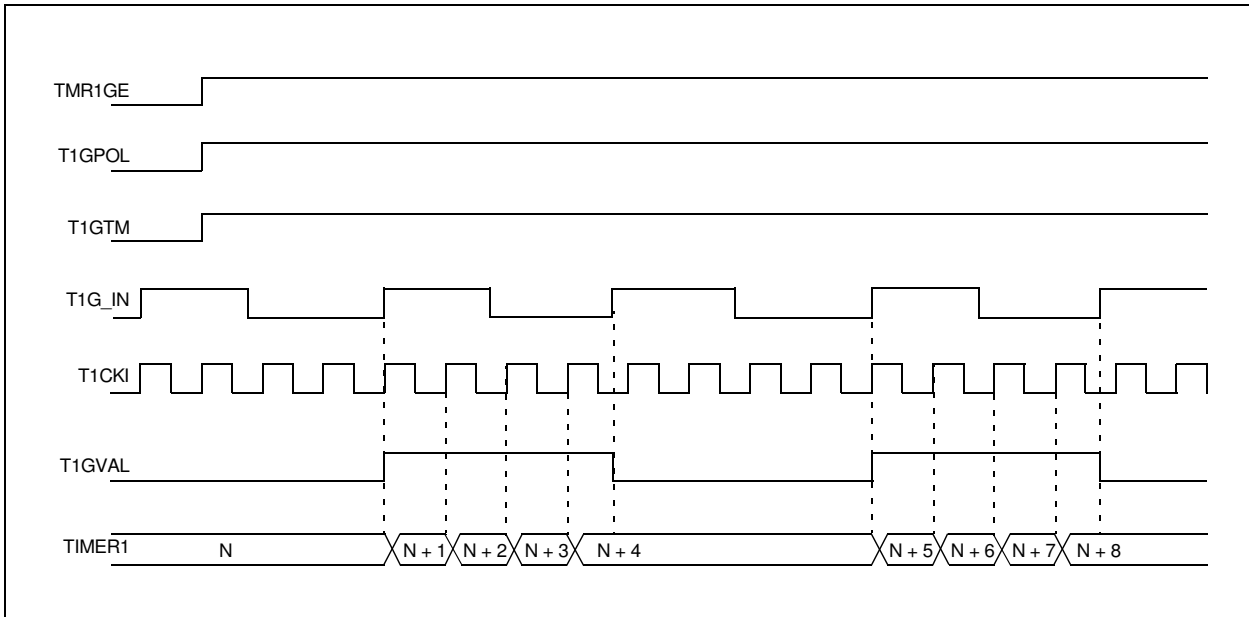 TMR1GE
T1GPOL
T1GTM
T1G_IN
T1CKI
T1GVAL
TIMER1 N N + 1 N + 2 N + 3 N + 4 N + 5 N + 6 N + 7 N + 8